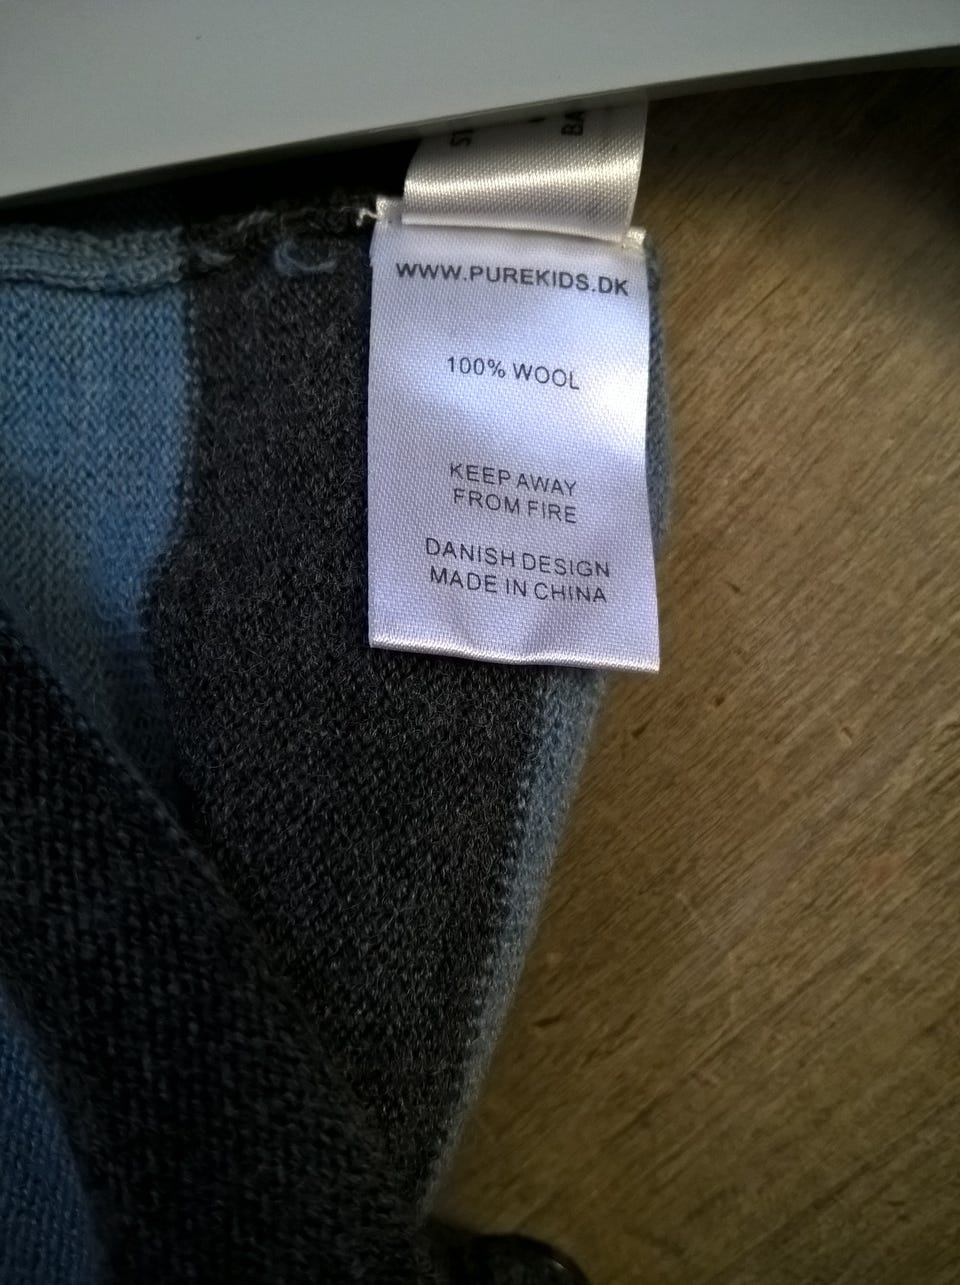 WWW.PUREKIDS.DK
100% WOOL
KEEP AWAY
FROM FIRE
DANISH DESIGN
MADE IN CHINA